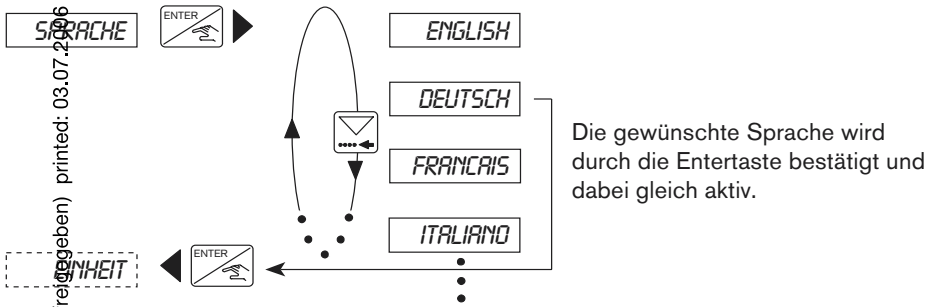 SPRACHE
ENTER
ENGLISH
DEUTSCH
FRANCAIS
ITALIANO
Die gewünschte Sprache wird
durch die Entertaste bestätigt und
dabei gleich aktiv.
EINHEIT
ENTER
reigegeben) printed: 03.07.2006